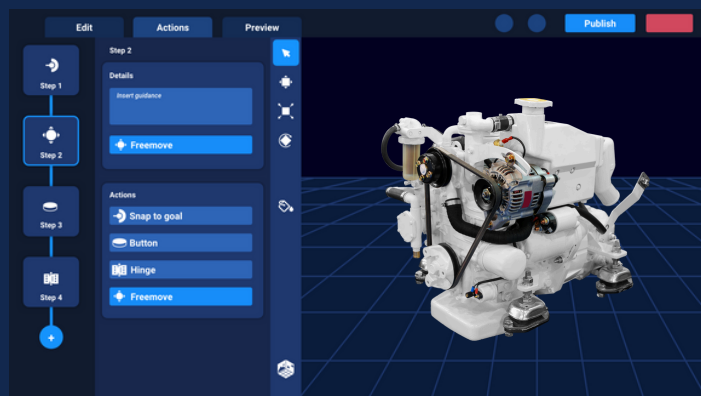 Edit
Actions
Preview
Publish
Step 1
Step 2
Step 3
Step 4
+
Step 2
Details
Insert guidance
Freemove
Actions
Snap to goal
Button
Hinge
Freemove